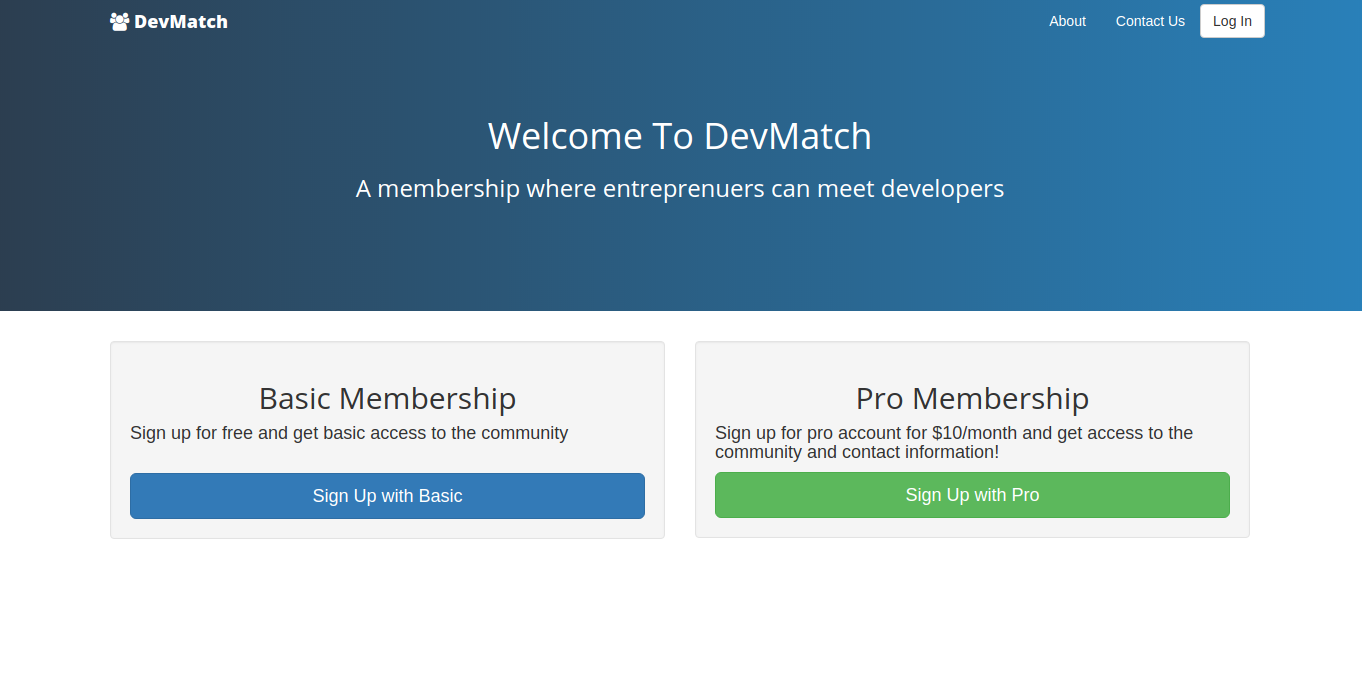 DevMatch
About
Contact Us
Log In
Welcome To DevMatch
A membership where entreprenuers can meet developers
Basic Membership
Sign up for free and get basic access to the community
Sign Up with Basic
Pro Membership
Sign up for pro account for $10/month and get access to the
community and contact information!
Sign Up with Pro